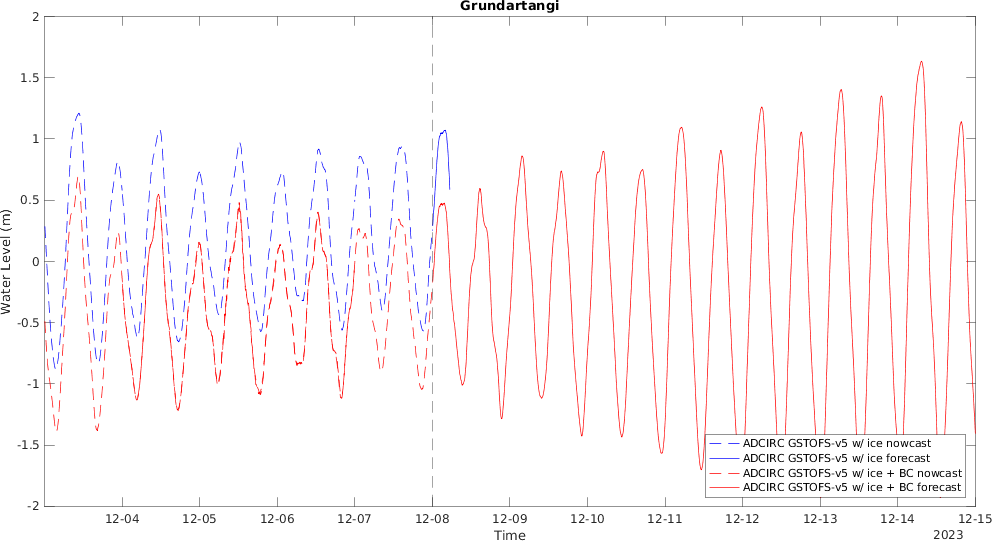 Grundartangi
2
1.5
1
0.5
0
-0.5
-1
-1.5
-2
Water Level (m)
ADCIRC GSTOFS-v5 w/ ice nowcast
ADCIRC GSTOFS-v5 w/ ice forecast
ADCIRC GSTOFS-v5 w/ ice + BC nowcast
ADCIRC GSTOFS-v5 w/ ice + BC forecast
12-04 12-05 12-06 12-07 12-08 12-09 12-10 12-11 12-12 12-13 12-14 12-15
Time
2023